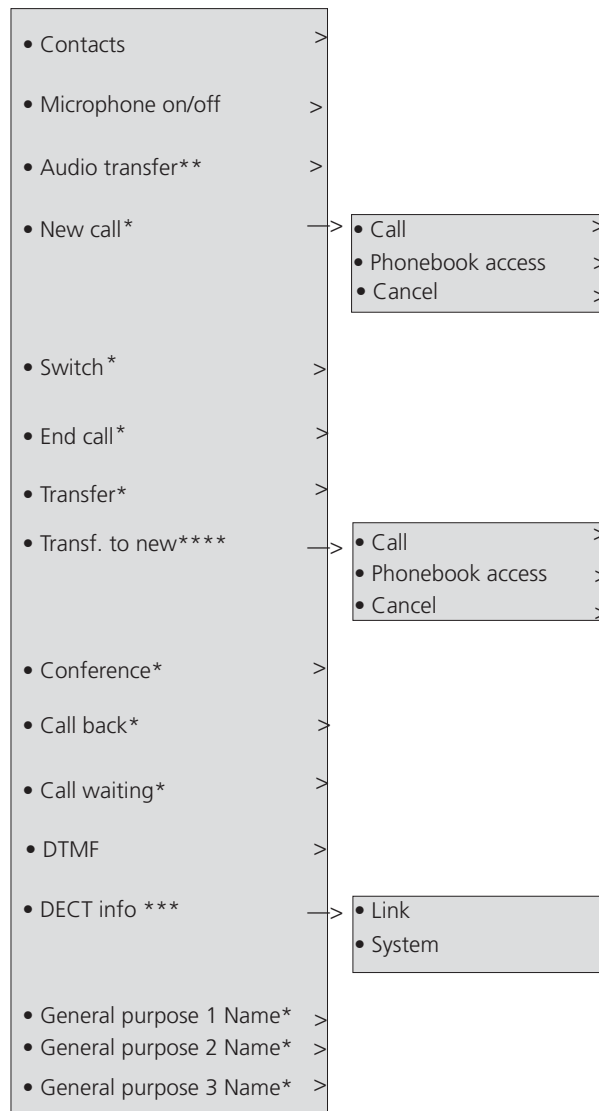 • Contacts >
• Microphone on/off >
• Audio transfer** >
• New call* >
• Call >
• Phonebook access >
• Cancel >
• Switch* >
• End call* >
• Transfer* >
• Transf. to new**** >
• Call >
• Phonebook access >
• Cancel >
• Conference* >
• Call back* >
• Call waiting* >
• DTMF >
• DECT info *** >
• Link
• System
• General purpose 1 Name* >
• General purpose 2 Name* >
• General purpose 3 Name* >